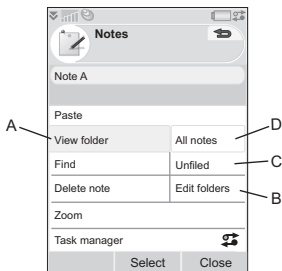 Notes
Note A
Paste
A
View folder
All notes
D
Find
Unfiled
C
Delete note
Edit folders
B
Zoom
Task manager
Select
Close